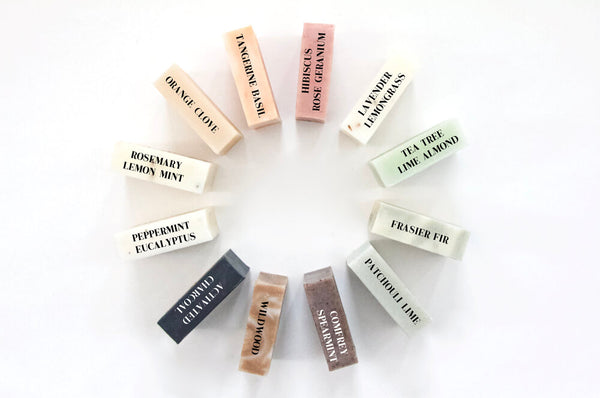 TANGERINE BASIL
HIBISCUS
ROSE GERANIUM
LAVENDER
LEMONGRASS
TEA TREE
LIME ALMOND
FRASIER FIR
PATCHOULI LIME
COMFREY
SPEARMINT
WILDWOOD
ACTIVATED
CHARCOAL
PEPPERMINT
EUCALYPTUS
ROSEMARY
LEMON MINT
ORANGE CLOVE